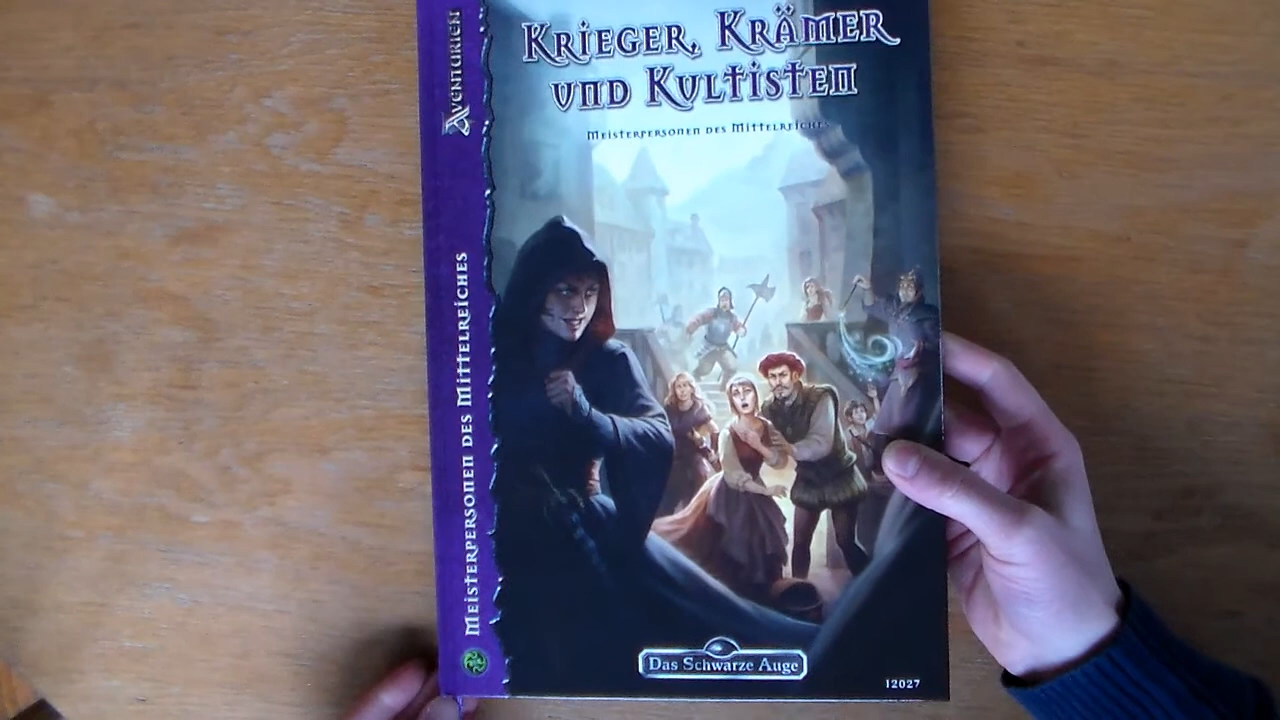 Krieger, Krämer
und Kultisten
Meisterpersonen des Mittelreiches
Aventurien
Meisterpersonen des Mittelreiches
Das Schwarze Auge
12027